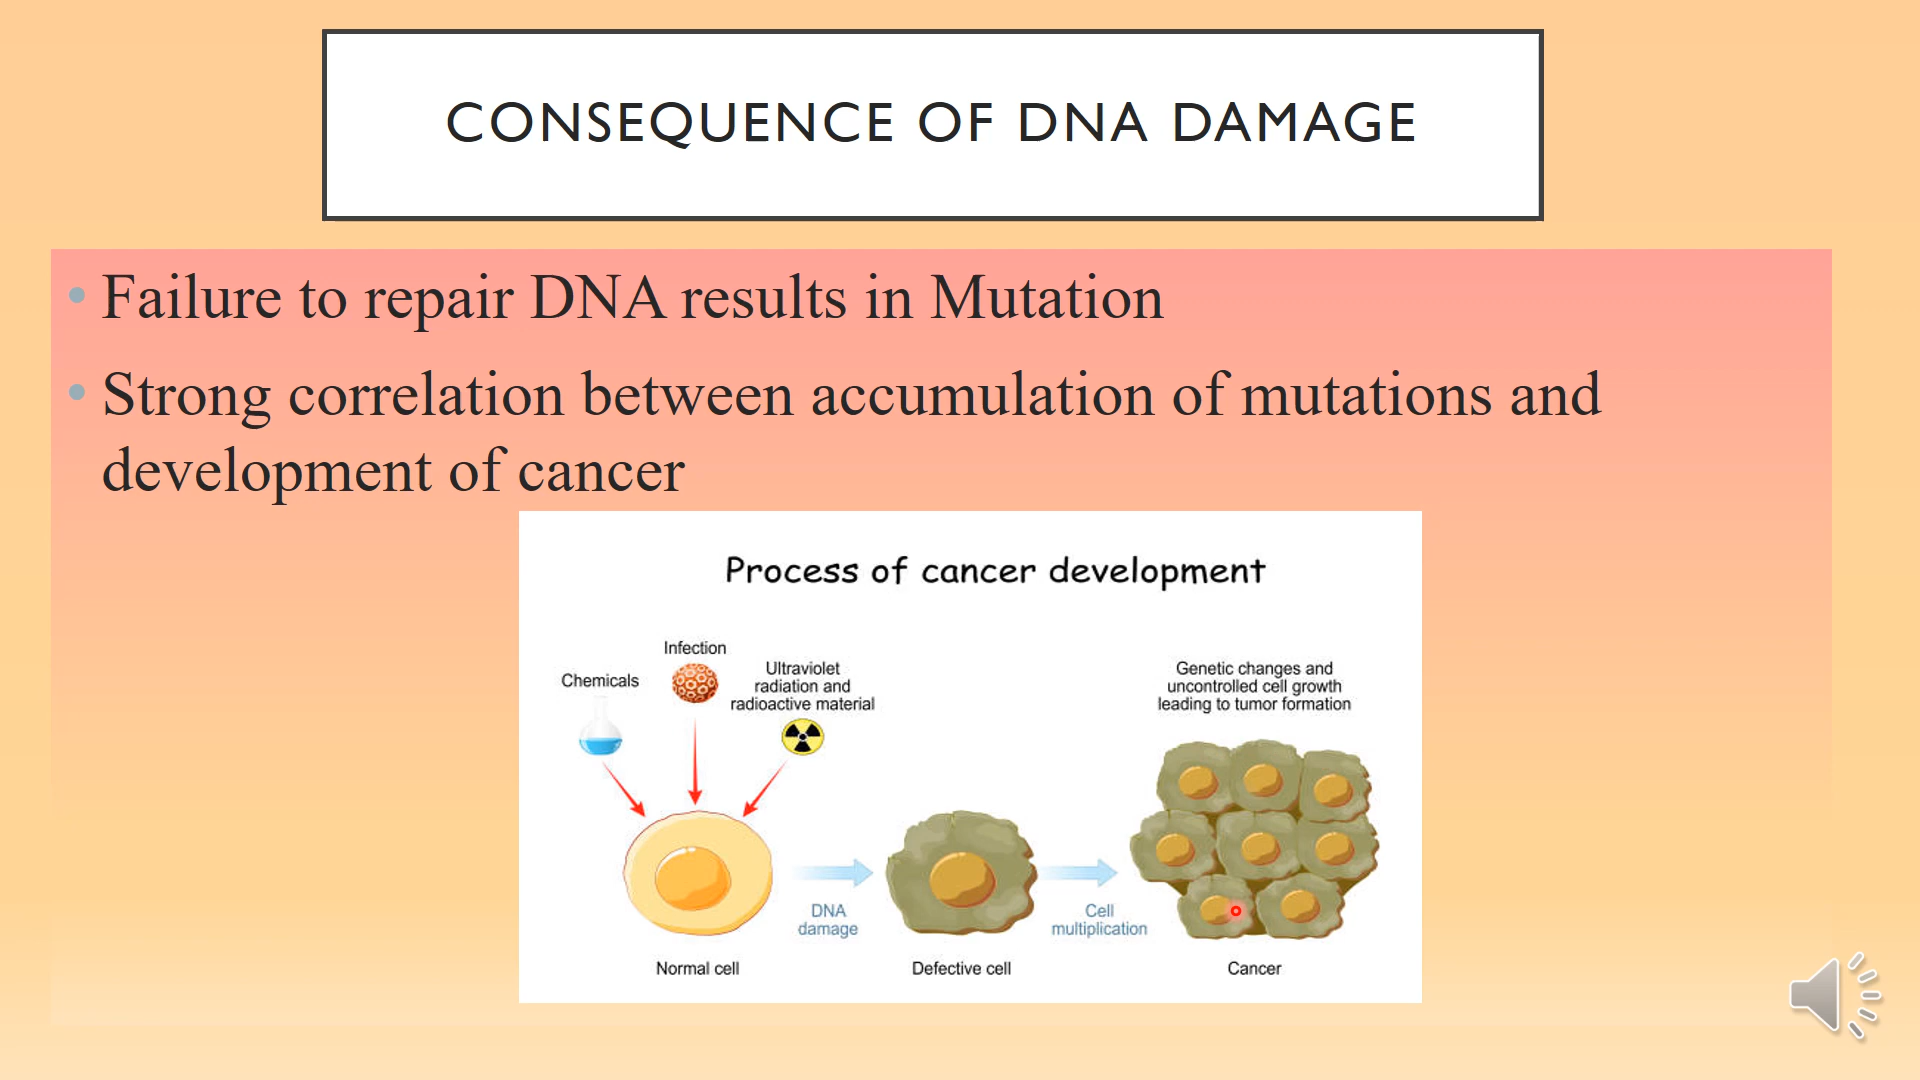 CONSEQUENCE OF DNA DAMAGE
• Failure to repair DNA results in Mutation
• Strong correlation between accumulation of mutations and
development of cancer
Process of cancer development
Chemicals
Infection
Ultraviolet
radiation and
radioactive material
Genetic changes and
uncontrolled cell growth
leading to tumor formation
DNA
damage
Cell
multiplication
Normal cell
Defective cell
Cancer